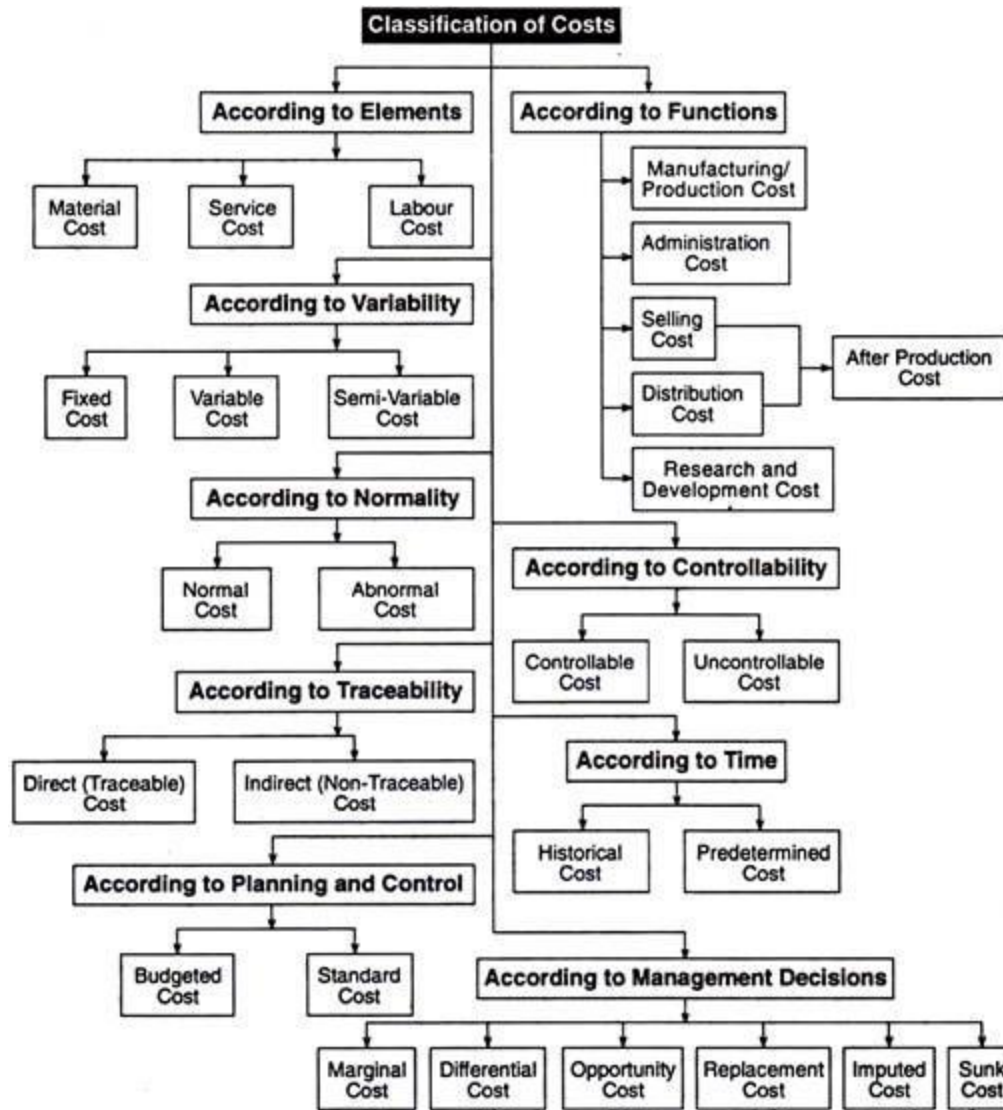 Classification of Costs
According to Elements
According to Functions
Material
Cost
Service
Cost
Labour
Cost
Manufacturing/
Production Cost
Administration
Cost
Selling
Cost
Distribution
Cost
After Production
Cost
Research and
Development Cost
According to Variability
Fixed
Cost
Variable
Cost
Semi-Variable
Cost
According to Normality
Normal
Cost
Abnormal
Cost
According to Controllability
Controllable
Cost
Uncontrollable
Cost
According to Traceability
Direct (Traceable)
Cost
Indirect (Non-Traceable)
Cost
According to Time
Historical
Cost
Predetermined
Cost
According to Planning and Control
Budgeted
Cost
Standard
Cost
According to Management Decisions
Marginal
Cost
Differential
Cost
Opportunity
Cost
Replacement
Cost
Imputed
Cost
Sunk
Cost